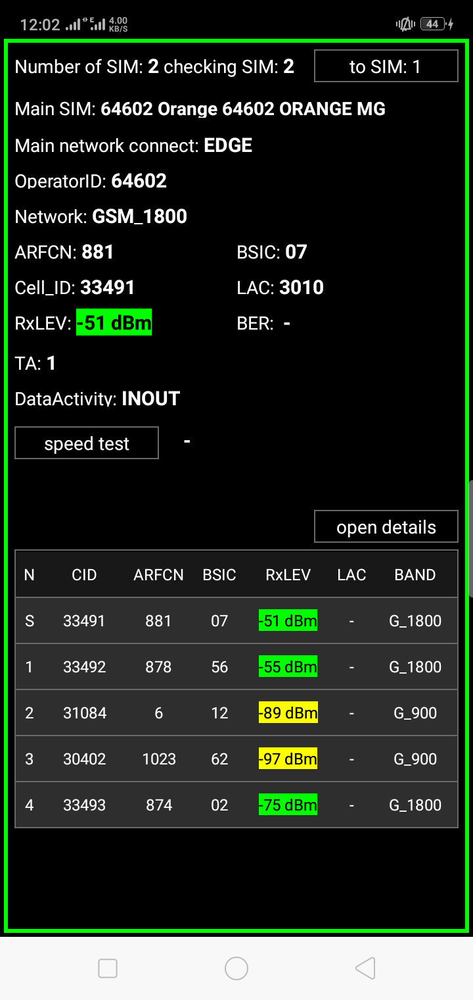 12:02 E 4.00 KB/S 44
Number of SIM: 2 checking SIM: 2 to SIM: 1
Main SIM: 64602 Orange 64602 ORANGE MG
Main network connect: EDGE
OperatorID: 64602
Network: GSM_1800
ARFCN: 881 BSIC: 07
Cell_ID: 33491 LAC: 3010
RxLEV: -51 dBm BER: -
TA: 1
DataActivity: INOUT
speed test -
open details
N CID ARFCN BSIC RxLEV LAC BAND
S 33491 881 07 -51 dBm - G_1800
1 33492 878 56 -55 dBm - G_1800
2 31084 6 12 -89 dBm - G_900
3 30402 1023 62 -97 dBm - G_900
4 33493 874 02 -75 dBm - G_1800